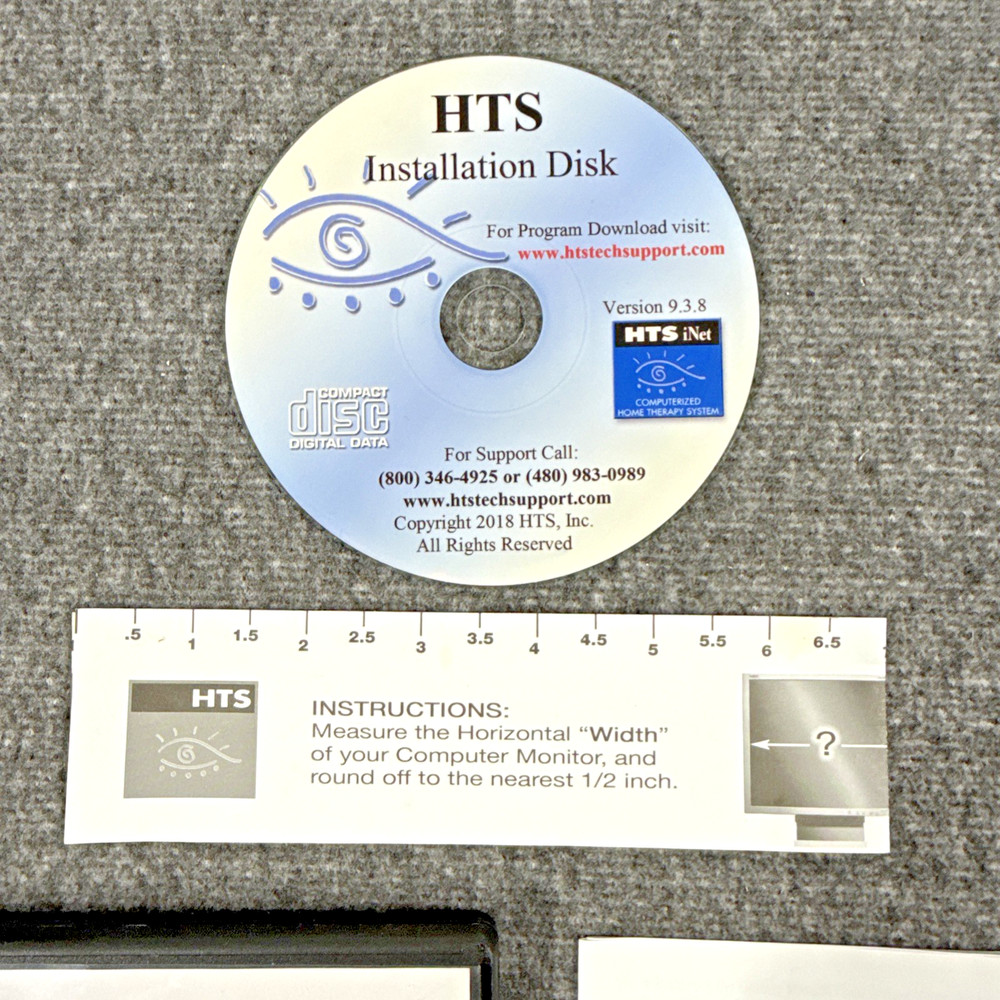 HTS
Installation Disk
For Program Download visit:
www.htstechsupport.com
Version 9.3.8
HTS iNet
COMPUTERIZED
HOME THERAPY SYSTEM
COMPACT
disc
DIGITAL DATA
For Support Call:
(800) 346-4925 or (480) 983-0989
www.htstechsupport.com
Copyright 2018 HTS, Inc.
All Rights Reserved
.5 1 1.5 2 2.5 3 3.5 4 4.5 5 5.5 6 6.5
HTS
INSTRUCTIONS:
Measure the Horizontal “Width”
of your Computer Monitor, and
round off to the nearest 1/2 inch.
?